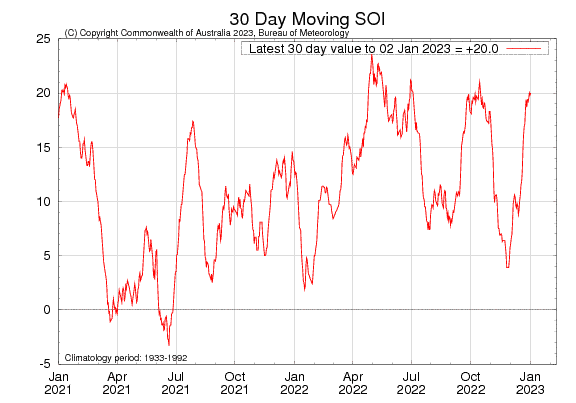 30 Day Moving SOI
(C) Copyright Commonwealth of Australia 2023, Bureau of Meteorology
Latest 30 day value to 02 Jan 2023 = +20.0
25
20
15
10
5
0
-5
Climatology period: 1933-1992
Jan Apr Jul Oct Jan Apr Jul Oct Jan
2021 2021 2021 2021 2022 2022 2022 2022 2023